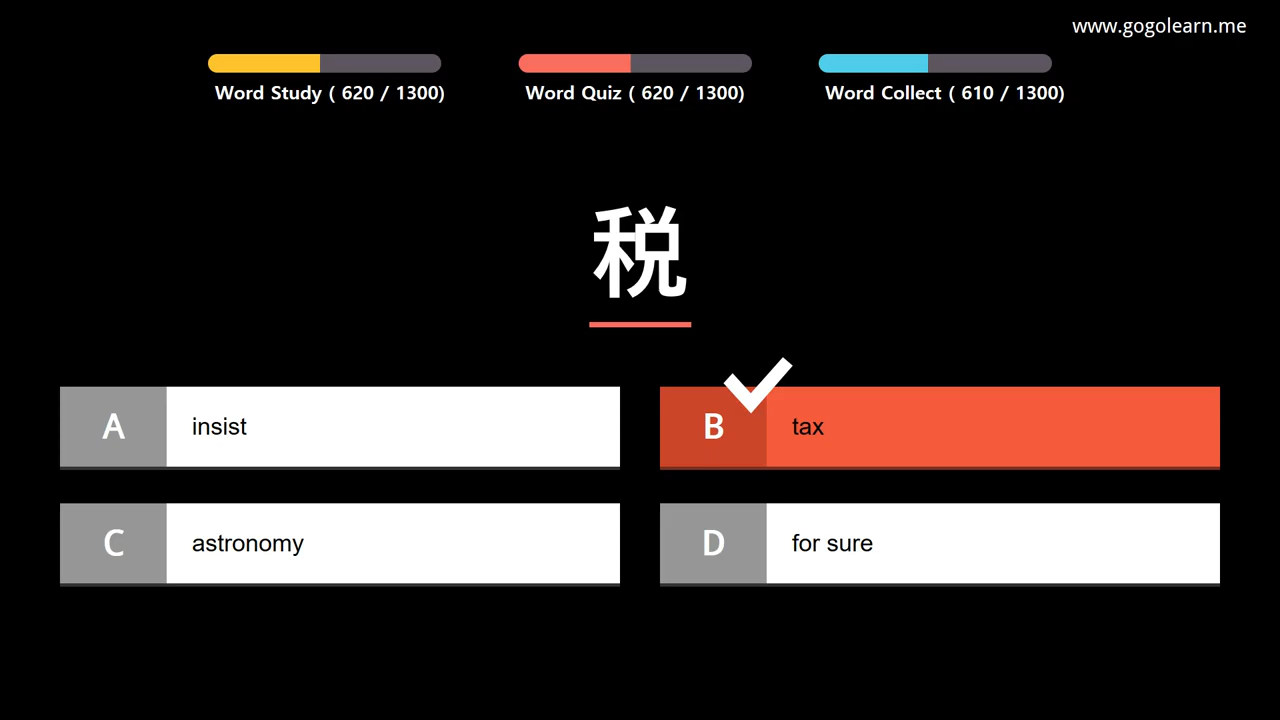 www.gogolearn.me
Word Study ( 620 / 1300)
Word Quiz ( 620 / 1300)
Word Collect ( 610 / 1300)
税
A insist
B tax
C astronomy
D for sure